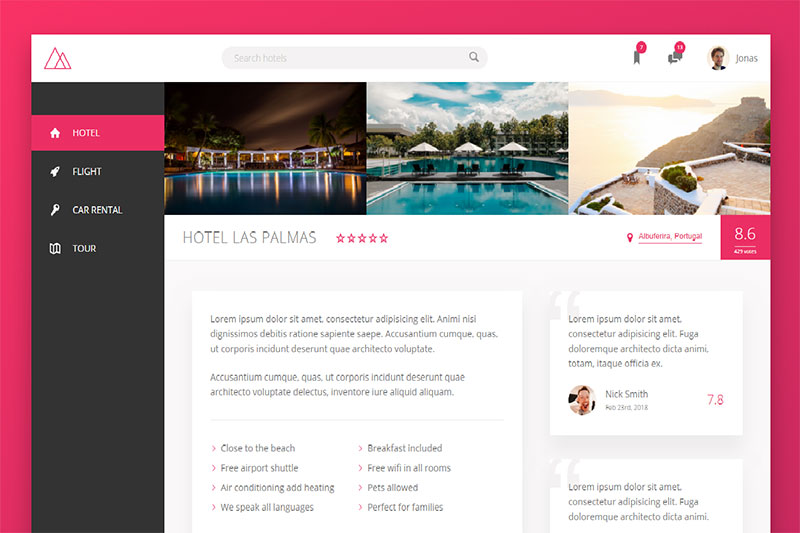 Search hotels
7
13
Jonas
HOTEL
FLIGHT
CAR RENTAL
TOUR
HOTEL LAS PALMAS
Albuferira, Portugal
8.6
429 votes
Lorem ipsum dolor sit amet, consectetur adipisicing elit. Animi nisi
dignissimos debitis ratione sapiente saepe. Accusantium cumque, quas,
ut corporis incidunt deserunt quae architecto voluptate.
Accusantium cumque, quas, ut corporis incidunt deserunt quae
architecto voluptate delectus, inventore iure aliquid aliquam.
Close to the beach
Free airport shuttle
Air conditioning add heating
We speak all languages
Breakfast included
Free wifi in all rooms
Pets allowed
Perfect for families
“
Lorem ipsum dolor sit amet,
consectetur adipisicing elit. Fuga
doloremque architecto dicta animi,
totam, itaque officia ex.
Nick Smith
Feb 23rd, 2018
7.8
“
Lorem ipsum dolor sit amet,
consectetur adipisicing elit. Fuga
doloremque architecto dicta animi.